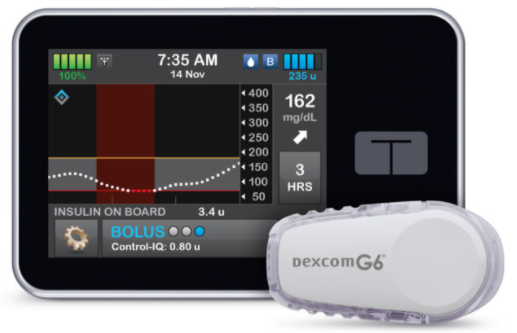 7:35 AM
100%
14 Nov
B
235 u
400
350
300
250
200
150
100
50
162
mg/dL
3
HRS
INSULIN ON BOARD 3.4 u
BOLUS
Control-IQ: 0.80 u
T
DEXCOM G6®